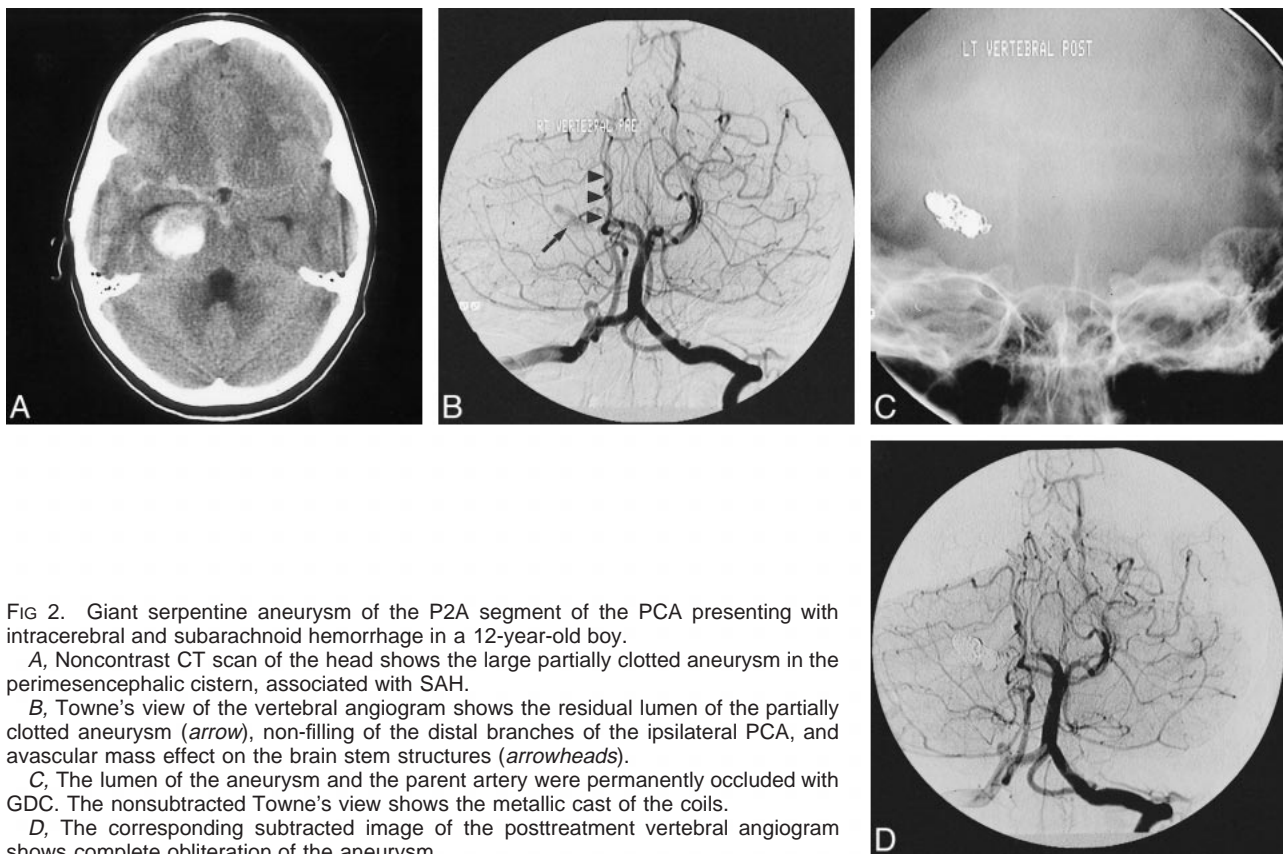 A
RT VERTEBRAL PRE
B
LT VERTEBRAL POST
C
D
FIG 2. Giant serpentine aneurysm of the P2A segment of the PCA presenting with
intracerebral and subarachnoid hemorrhage in a 12-year-old boy.
A, Noncontrast CT scan of the head shows the large partially clotted aneurysm in the
perimesencephalic cistern, associated with SAH.
B, Towne's view of the vertebral angiogram shows the residual lumen of the partially
clotted aneurysm (arrow), non-filling of the distal branches of the ipsilateral PCA, and
avascular mass effect on the brain stem structures (arrowheads).
C, The lumen of the aneurysm and the parent artery were permanently occluded with
GDC. The nonsubtracted Towne's view shows the metallic cast of the coils.
D, The corresponding subtracted image of the posttreatment vertebral angiogram
shows complete obliteration of the aneurysm.